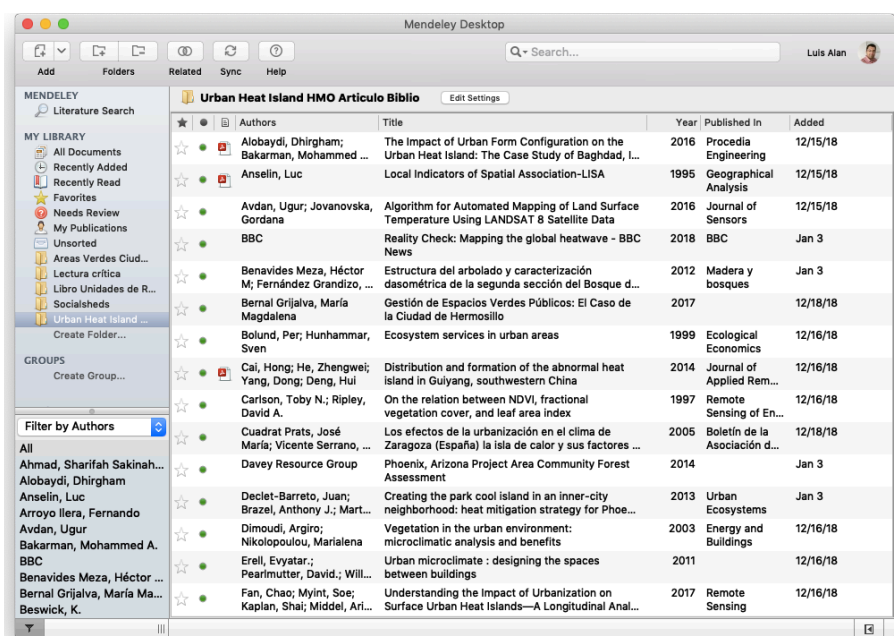 Mendeley Desktop
Search...
Luis Alan
Add Folders Related Sync Help
MENDELEY
Literature Search
MY LIBRARY
All Documents
Recently Added
Recently Read
Favorites
Needs Review
My Publications
Unsorted
Areas Verdes Ciud...
Lectura crítica
Libro Unidades de R...
Socialsheds
Urban Heat Island ...
Create Folder...
GROUPS
Create Group...
Filter by Authors
All
Ahmad, Sharifah Sakinah...
Alobaydi, Dhirgham
Anselin, Luc
Arroyo Ilera, Fernando
Avdan, Ugur
Bakarman, Mohammed A.
BBC
Benavides Meza, Héctor ...
Bernal Grijalva, María Ma...
Beswick, K.
Urban Heat Island HMO Articulo Biblio Edit Settings
Authors Title Year Published In Added
Alobaydi, Dhirgham; The Impact of Urban Form Configuration on the 2016 Procedia 12/15/18
Bakarman, Mohammed ... Urban Heat Island: The Case Study of Baghdad, I... Engineering
Anselin, Luc Local Indicators of Spatial Association-LISA 1995 Geographical 12/15/18
Analysis
Avdan, Ugur; Jovanovska, Algorithm for Automated Mapping of Land Surface 2016 Journal of 12/15/18
Gordana Temperature Using LANDSAT 8 Satellite Data Sensors
BBC Reality Check: Mapping the global heatwave - BBC 2018 BBC Jan 3
News
Benavides Meza, Héctor Estructura del arbolado y caracterización 2012 Madera y Jan 3
M; Fernández Grandizo, ... dasométrica de la segunda sección del Bosque d... bosques
Bernal Grijalva, María Gestión de Espacios Verdes Públicos: El Caso de 2017 12/18/18
Magdalena la Ciudad de Hermosillo
Bolund, Per; Hunhammar, Ecosystem services in urban areas 1999 Ecological 12/16/18
Sven Economics
Cai, Hong; He, Zhengwei; Distribution and formation of the abnormal heat 2014 Journal of 12/16/18
Yang, Dong; Deng, Hui island in Guiyang, southwestern China Applied Rem...
Carlson, Toby N.; Ripley, On the relation between NDVI, fractional 1997 Remote 12/16/18
David A. vegetation cover, and leaf area index Sensing of En...
Cuadrat Prats, José Los efectos de la urbanización en el clima de 2005 Boletín de la 12/18/18
María; Vicente Serrano, ... Zaragoza (España) la isla de calor y sus factores ... Asociación d...
Davey Resource Group Phoenix, Arizona Project Area Community Forest 2014 Jan 3
Assessment
Declet-Barreto, Juan; Creating the park cool island in an inner-city 2013 Urban Jan 3
Brazel, Anthony J.; Mart... neighborhood: heat mitigation strategy for Phoe... Ecosystems
Dimoudi, Argiro; Vegetation in the urban environment: 2003 Energy and 12/16/18
Nikolopoulou, Marialena microclimatic analysis and benefits Buildings
Erell, Evyatar.; Urban microclimate : designing the spaces 2011 12/16/18
Pearlmutter, David.; Will... between buildings
Fan, Chao; Myint, Soe; Understanding the Impact of Urbanization on 2017 Remote 12/16/18
Kaplan, Shai; Middel, Ari... Surface Urban Heat Islands—A Longitudinal Anal... Sensing